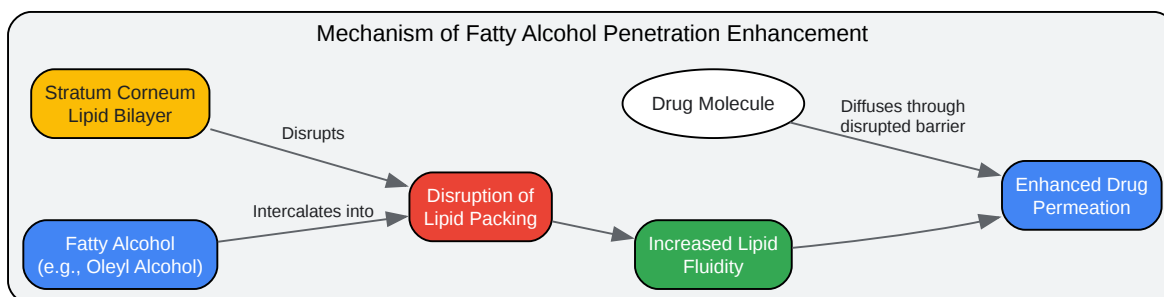 Mechanism of Fatty Alcohol Penetration Enhancement
Stratum Corneum
Lipid Bilayer
Disrupts
Fatty Alcohol
(e.g., Oleyl Alcohol)
Intercalates into
Disruption of
Lipid Packing
Increased Lipid
Fluidity
Drug Molecule
Diffuses through
disrupted barrier
Enhanced Drug
Permeation